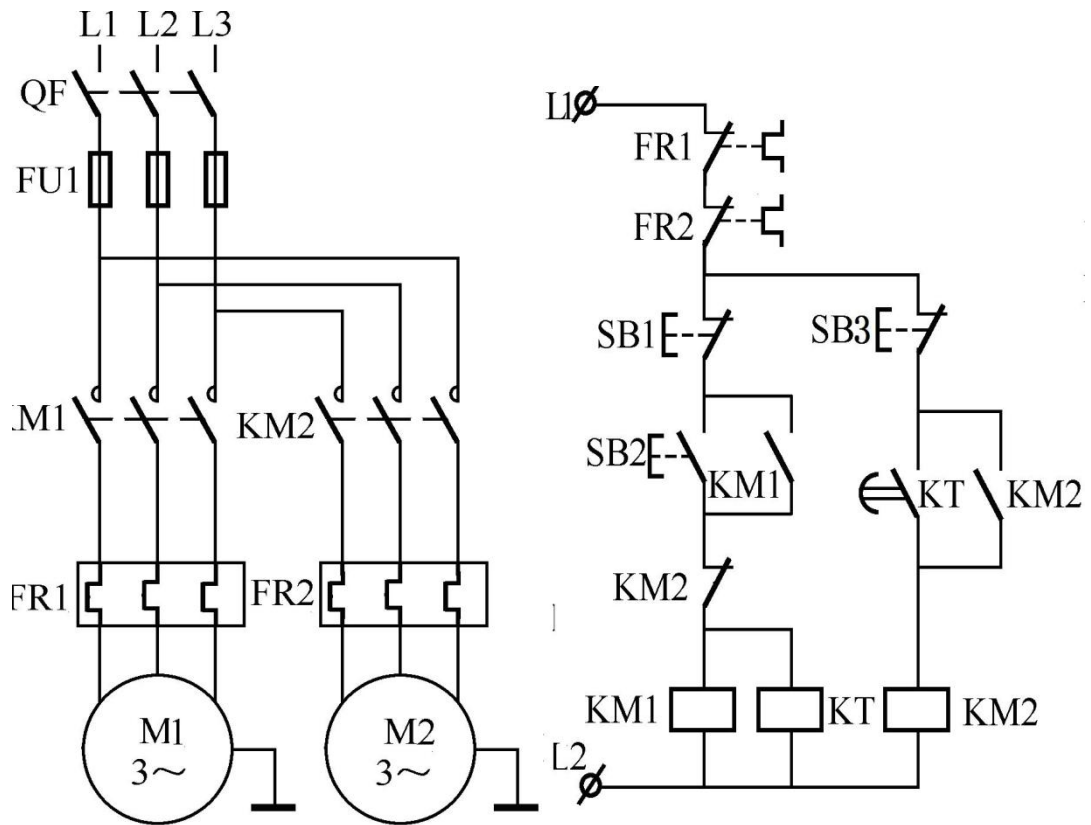 L1 L2 L3
QF
FU1
KM1
KM2
FR1
FR2
M1
3～
M2
3～
L1
FR1
FR2
SB1
SB3
SB2
KM1
KT
KM2
KM2
KM1
KT
KM2
L2